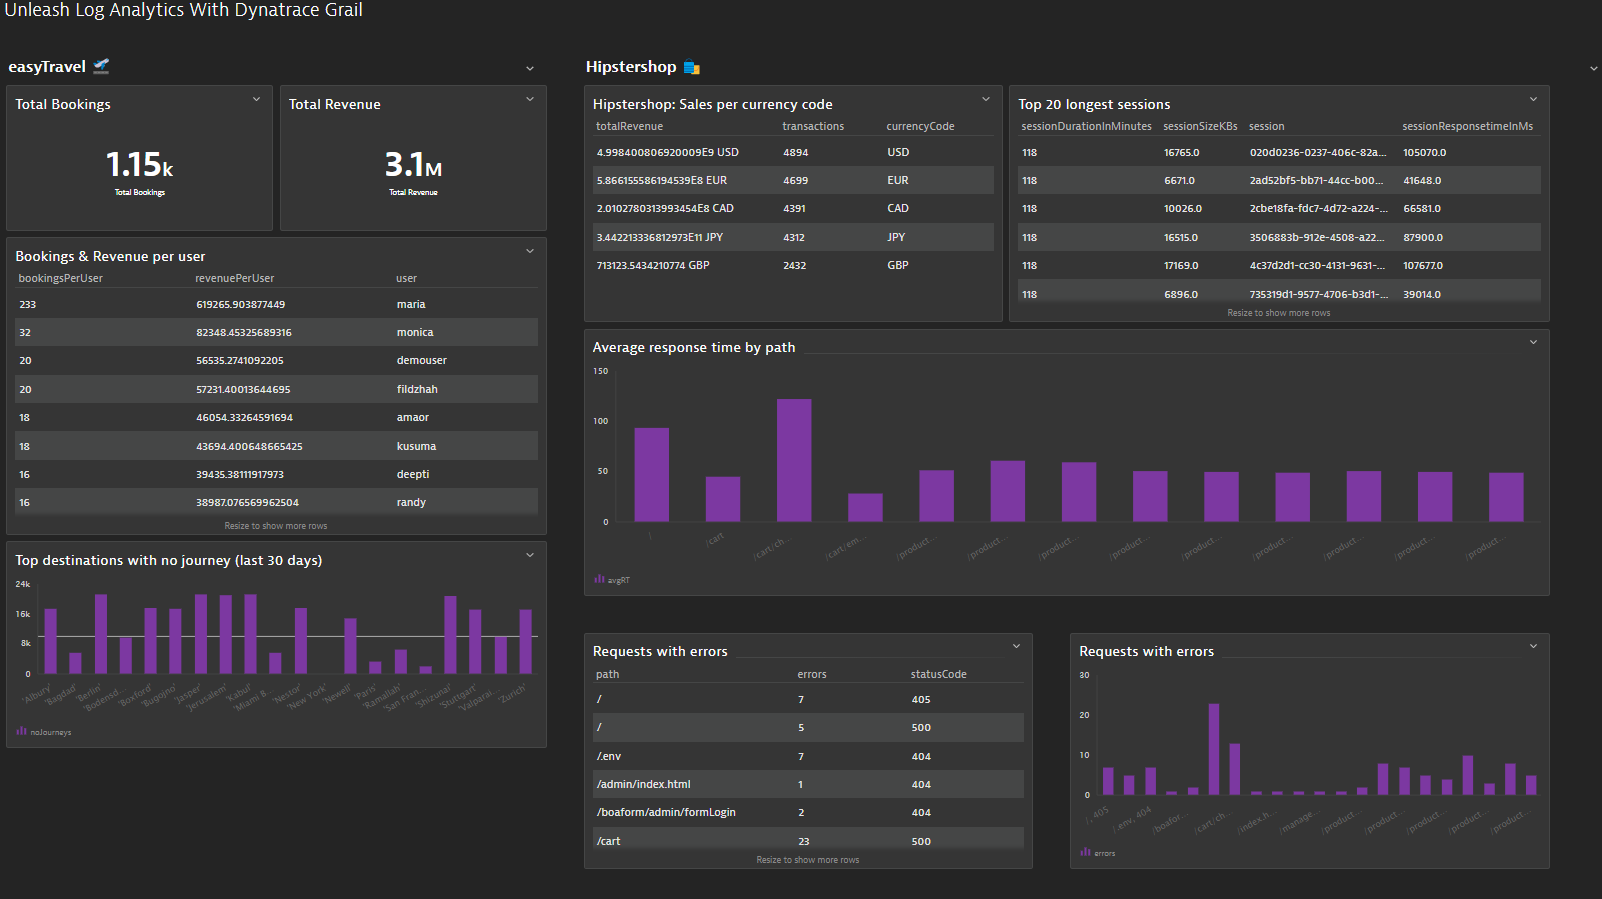 Unleash Log Analytics With Dynatrace Grail
easyTravel
Total Bookings
1.15k
Total Bookings
Total Revenue
3.1M
Total Revenue
Bookings & Revenue per user
bookingsPerUser revenuePerUser user
233 619265.903877449 maria
32 82348.45325689316 monica
20 56535.2741092205 demouser
20 57231.40013644695 fildzhah
18 46054.33264591694 amaor
18 43694.400648665425 kusuma
16 39435.38111917973 deepti
16 38987.076569962504 randy
Resize to show more rows
Top destinations with no journey (last 30 days)
24k
16k
8k
0
'Albury' 'Bagdad' 'Berlin' 'Bodensd... 'Boxford' 'Bugojno' 'Jasper' 'Jerusalem' 'Kabul' 'Miami B... 'Nestor' 'New York' 'Newell' 'Paris' 'Ramallah' 'San Fran... 'Shizunai' 'Stuttgart' 'Valparai... 'Zurich'
noJourneys
Hipstershop
Hipstershop: Sales per currency code
totalRevenue transactions currencyCode
4.998400806920009E9 USD 4894 USD
5.866155586194539E8 EUR 4699 EUR
2.0102780313993454E8 CAD 4391 CAD
3.442213336812973E11 JPY 4312 JPY
713123.5434210774 GBP 2432 GBP
Top 20 longest sessions
sessionDurationInMinutes sessionSizeKBs session sessionResponsetimeInMs
118 16765.0 020d0236-0237-406c-82a... 105070.0
118 6671.0 2ad52bf5-bb71-44cc-b00... 41648.0
118 10026.0 2cbe18fa-fdc7-4d72-a224-... 66581.0
118 16515.0 3506883b-912e-4508-a22... 87900.0
118 17169.0 4c37d2d1-cc30-4131-9631-... 107677.0
118 6896.0 735319d1-9577-4706-b3d1-... 39014.0
Resize to show more rows
Average response time by path
150
100
50
0
/ /cart /cart/ch... /cart/em... /product... /product... /product... /product... /product... /product... /product... /product... /product...
avgRT
Requests with errors
path errors statusCode
/ 7 405
/ 5 500
/.env 7 404
/admin/index.html 1 404
/boaform/admin/formLogin 2 404
/cart 23 500
Resize to show more rows
Requests with errors
30
20
10
0
/, 405 /.env, 404 /boafor... /cart/ch... /index.h... /manage... /product... /product... /product... /product... /product...
errors